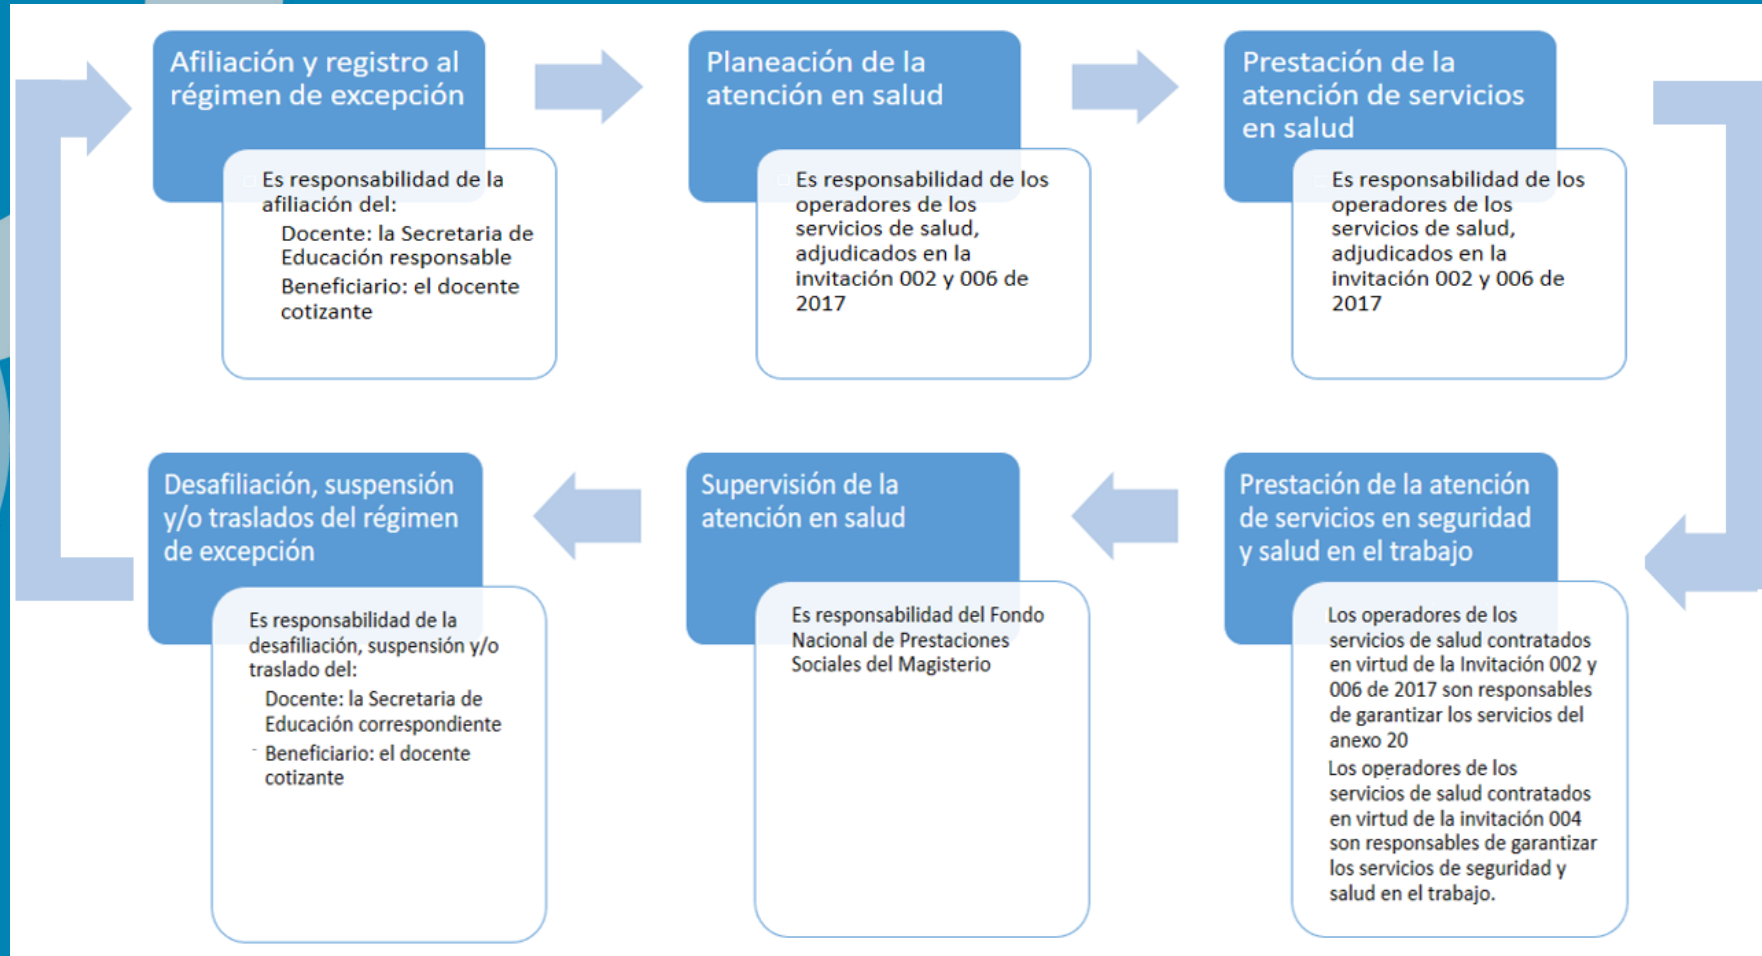 Afiliación y registro al
régimen de excepción
Es responsabilidad de la
afiliación del:
Docente: la Secretaria de
Educación responsable
Beneficiario: el docente
cotizante
Planeación de la
atención en salud
Es responsabilidad de los
operadores de los
servicios de salud,
adjudicados en la
invitación 002 y 006 de
2017
Prestación de la
atención de servicios
en salud
Es responsabilidad de los
operadores de los
servicios de salud,
adjudicados en la
invitación 002 y 006 de
2017
Prestación de la atención
de servicios en seguridad
y salud en el trabajo
Los operadores de los
servicios de salud contratados
en virtud de la Invitación 002 y
006 de 2017 son responsables
de garantizar los servicios del
anexo 20
Los operadores de los
servicios de salud contratados
en virtud de la invitación 004
son responsables de garantizar
los servicios de seguridad y
salud en el trabajo.
Supervisión de la
atención en salud
Es responsabilidad del Fondo
Nacional de Prestaciones
Sociales del Magisterio
Desafiliación, suspensión
y/o traslados del régimen
de excepción
Es responsabilidad de la
desafiliación, suspensión y/o
traslado del:
Docente: la Secretaria de
Educación correspondiente
- Beneficiario: el docente
cotizante